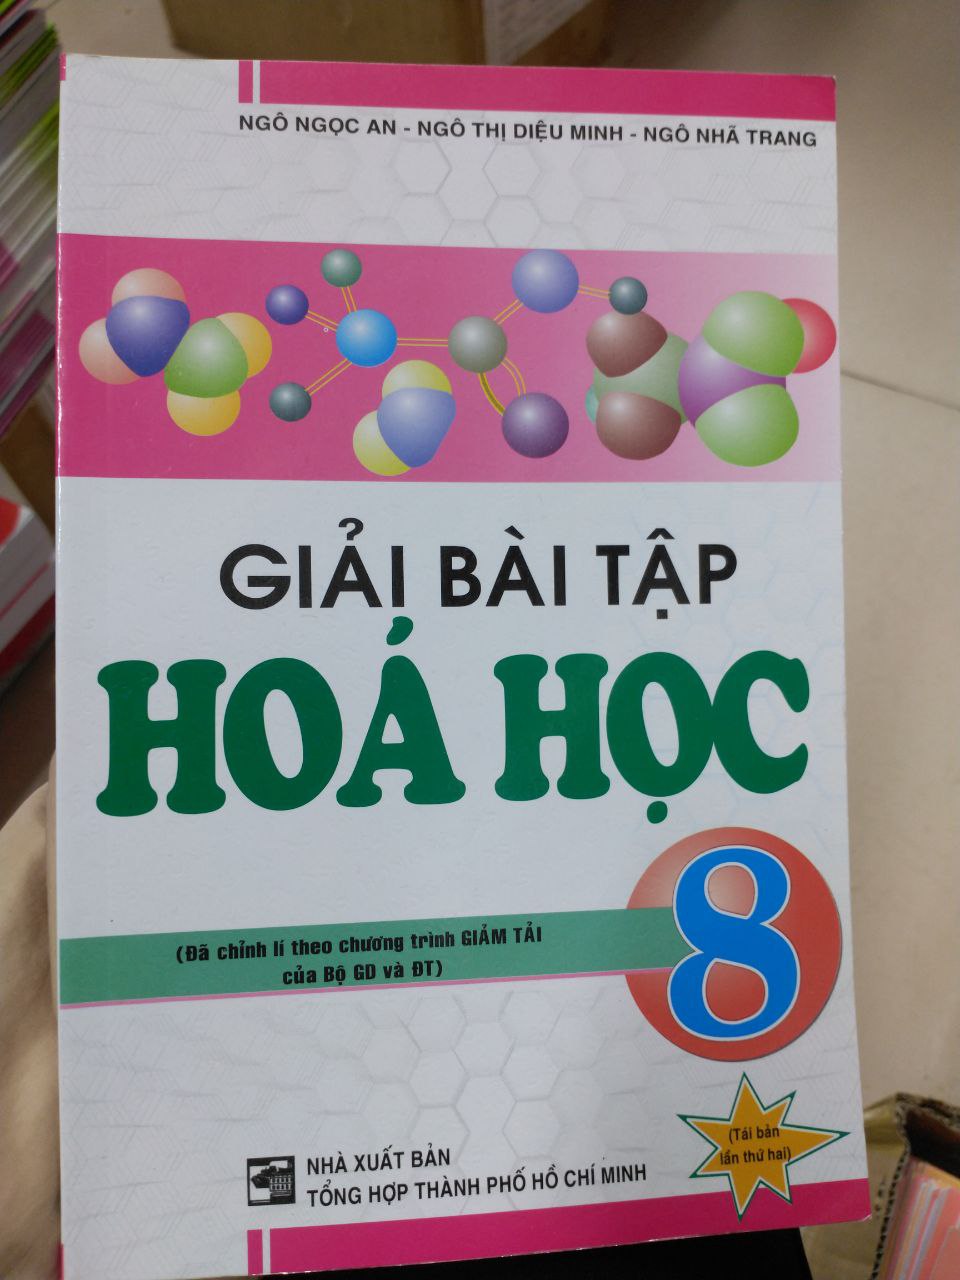 NGÔ NGỌC AN - NGÔ THỊ DIỆU MINH - NGÔ NHÃ TRANG
GIẢI BÀI TẬP
HOÁ HỌC
8
(Đã chỉnh lí theo chương trình GIẢM TẢI
của Bộ GD và ĐT)
(Tái bản
lần thứ hai)
NHÀ XUẤT BẢN
TỔNG HỢP THÀNH PHỐ HỒ CHÍ MINH